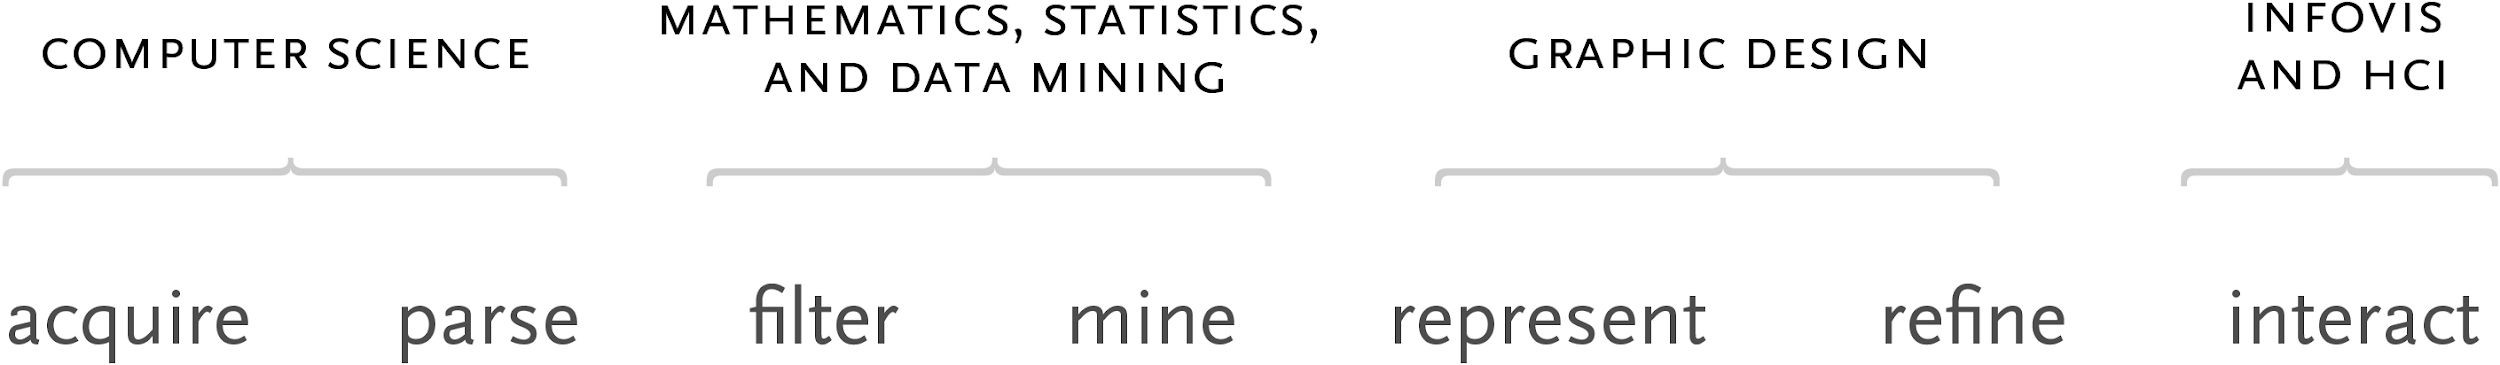 COMPUTER SCIENCE
MATHEMATICS, STATISTICS,
AND DATA MINING
GRAPHIC DESIGN
INFOVIS
AND HCI
acquire parse filter mine represent refine interact